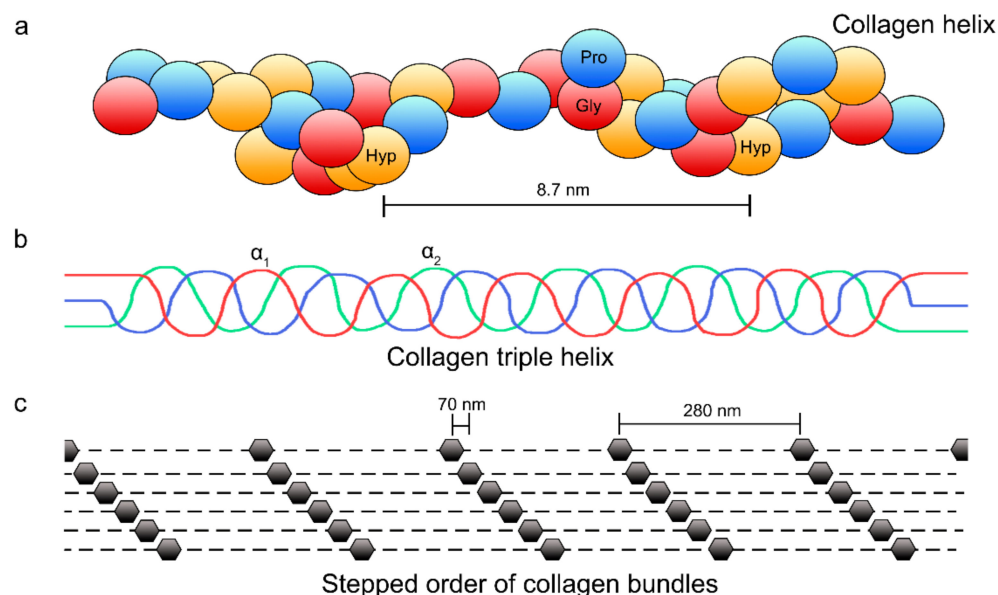 a
Collagen helix
Pro
Gly
Hyp
Hyp
8.7 nm
b
α1
α2
Collagen triple helix
c
70 nm
280 nm
Stepped order of collagen bundles